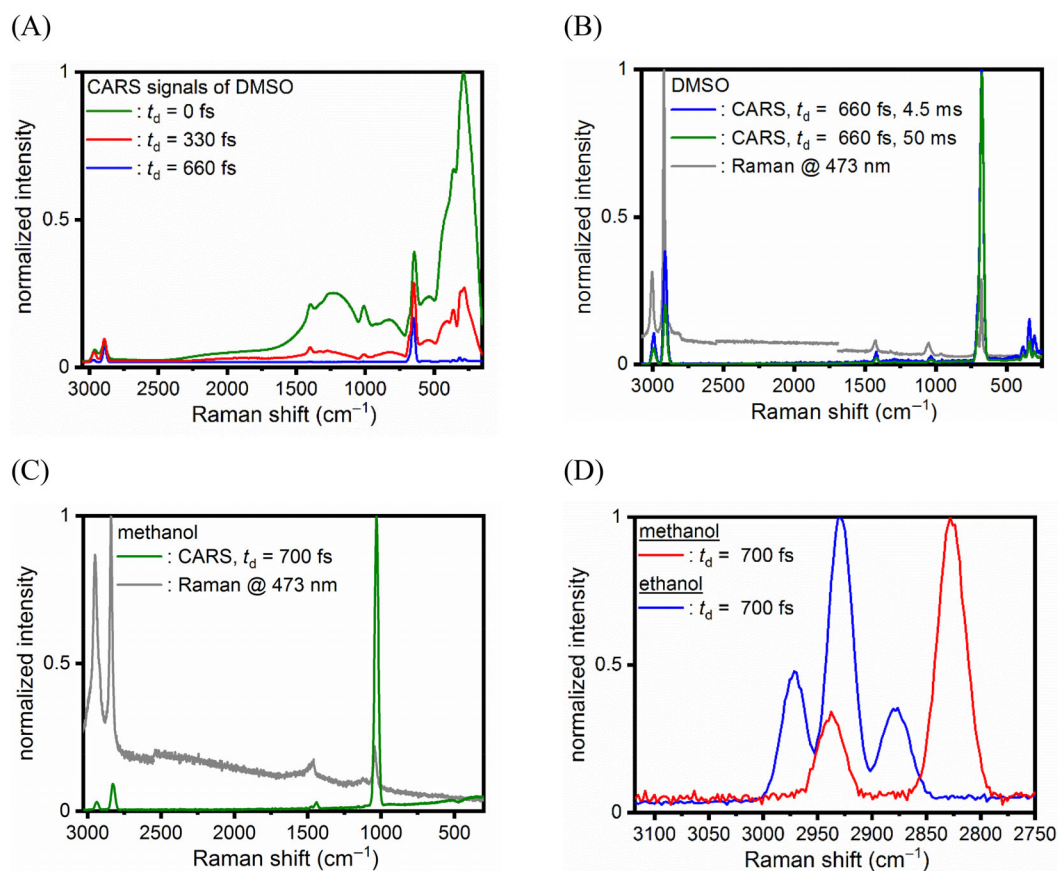 (A)
CARS signals of DMSO
: td = 0 fs
: td = 330 fs
: td = 660 fs
normalized intensity
1
0.5
0
3000 2500 2000 1500 1000 500
Raman shift (cm⁻¹)
(B)
DMSO
: CARS, td = 660 fs, 4.5 ms
: CARS, td = 660 fs, 50 ms
: Raman @ 473 nm
normalized intensity
1
0.5
0
3000 2500 2000 1500 1000 500
Raman shift (cm⁻¹)
(C)
methanol
: CARS, td = 700 fs
: Raman @ 473 nm
normalized intensity
1
0.5
0
3000 2500 2000 1500 1000 500
Raman shift (cm⁻¹)
(D)
methanol
: td = 700 fs
ethanol
: td = 700 fs
normalized intensity
1
0.5
0
3100 3050 3000 2950 2900 2850 2800 2750
Raman shift (cm⁻¹)